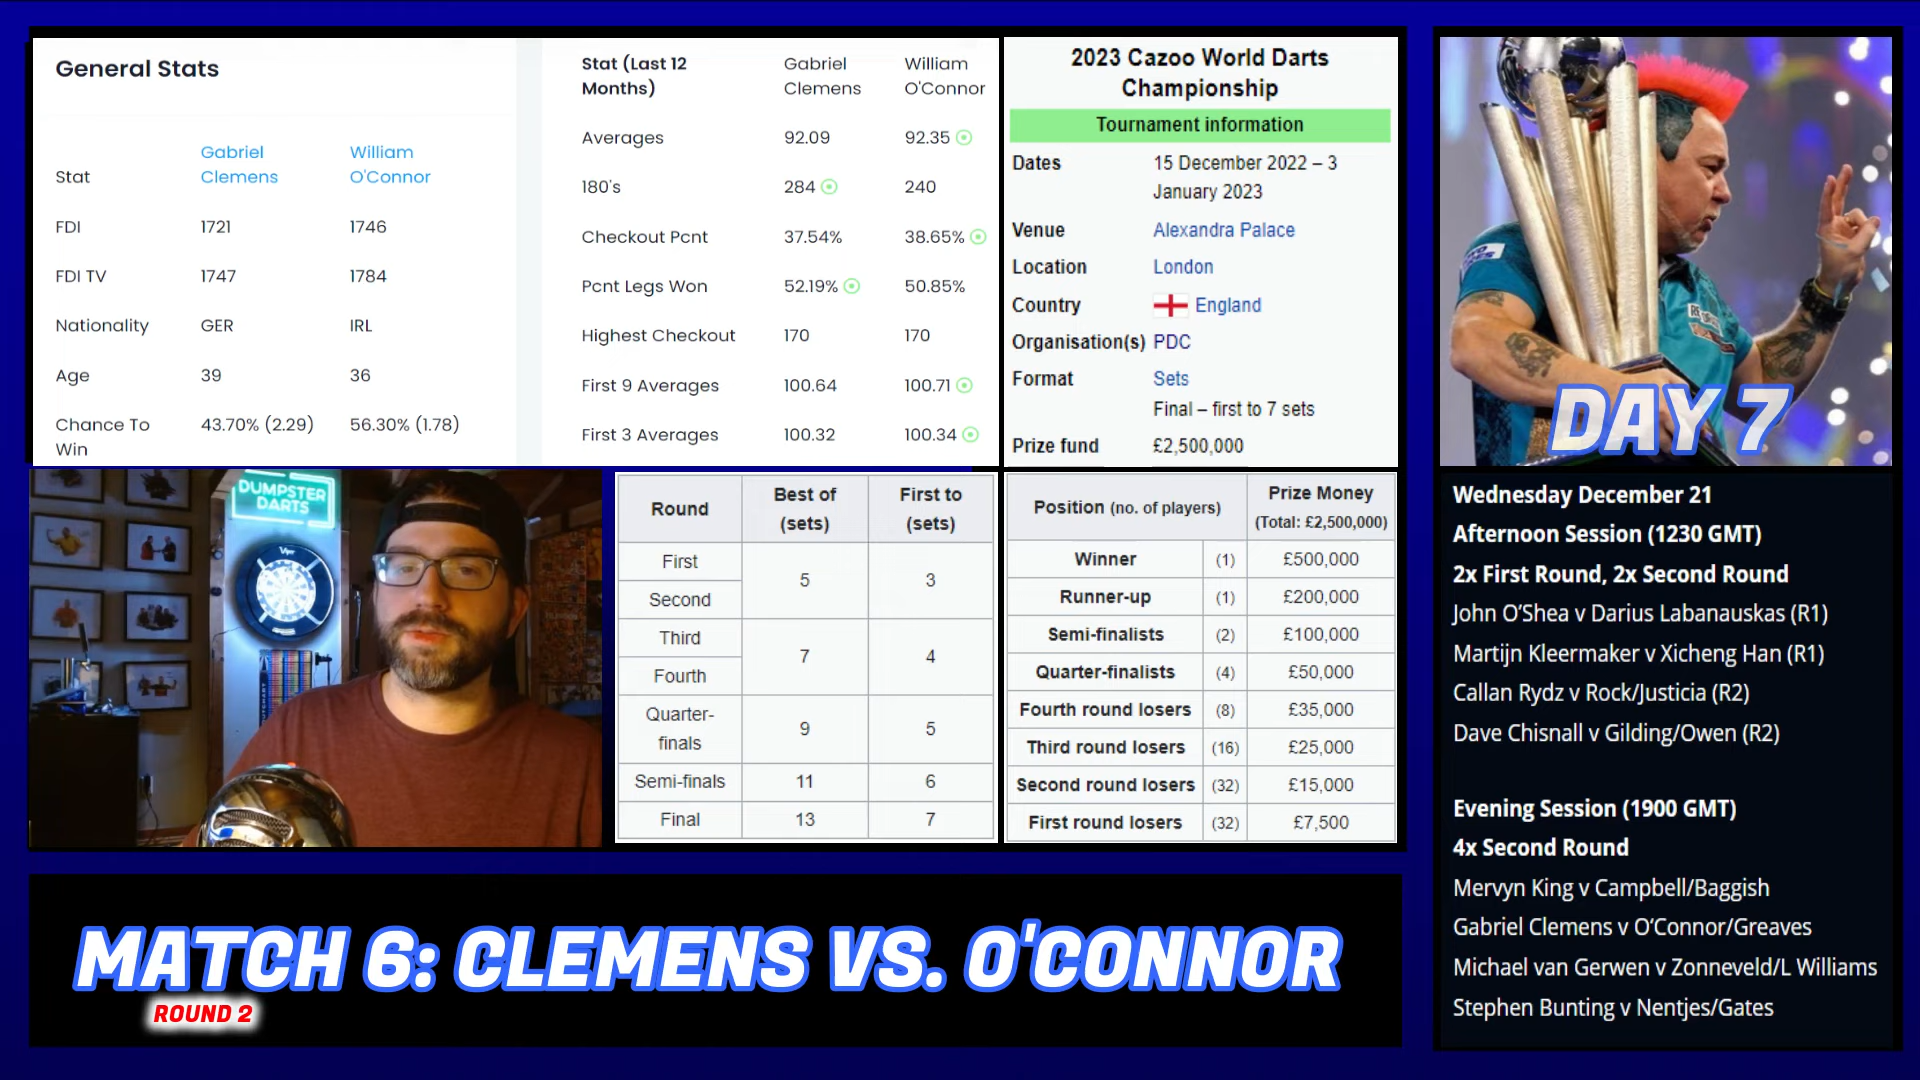 General Stats
Stat
Gabriel
Clemens
William
O'Connor
FDI 1721 1746
FDI TV 1747 1784
Nationality GER IRL
Age 39 36
Chance To
Win
43.70% (2.29) 56.30% (1.78)
Stat (Last 12
Months)
Gabriel
Clemens
William
O'Connor
Averages 92.09 92.35
180's 284 240
Checkout Pcnt 37.54% 38.65%
Pcnt Legs Won 52.19% 50.85%
Highest Checkout 170 170
First 9 Averages 100.64 100.71
First 3 Averages 100.32 100.34
2023 Cazoo World Darts
Championship
Tournament information
Dates 15 December 2022 – 3
January 2023
Venue Alexandra Palace
Location London
Country England
Organisation(s) PDC
Format Sets
Final – first to 7 sets
Prize fund £2,500,000
DAY 7
DUMPSTER
DARTS
Viper
Round
Best of
(sets)
First to
(sets)
First
Second
5 3
Third
Fourth
7 4
Quarter-
finals
9 5
Semi-finals 11 6
Final 13 7
Position (no. of players)
Prize Money
(Total: £2,500,000)
Winner (1) £500,000
Runner-up (1) £200,000
Semi-finalists (2) £100,000
Quarter-finalists (4) £50,000
Fourth round losers (8) £35,000
Third round losers (16) £25,000
Second round losers (32) £15,000
First round losers (32) £7,500
Wednesday December 21
Afternoon Session (1230 GMT)
2x First Round, 2x Second Round
John O’Shea v Darius Labanauskas (R1)
Martijn Kleermaker v Xicheng Han (R1)
Callan Rydz v Rock/Justicia (R2)
Dave Chisnall v Gilding/Owen (R2)
Evening Session (1900 GMT)
4x Second Round
Mervyn King v Campbell/Baggish
Gabriel Clemens v O’Connor/Greaves
Michael van Gerwen v Zonneveld/L Williams
Stephen Bunting v Nentjes/Gates
MATCH 6: CLEMENS VS. O'CONNOR
ROUND 2